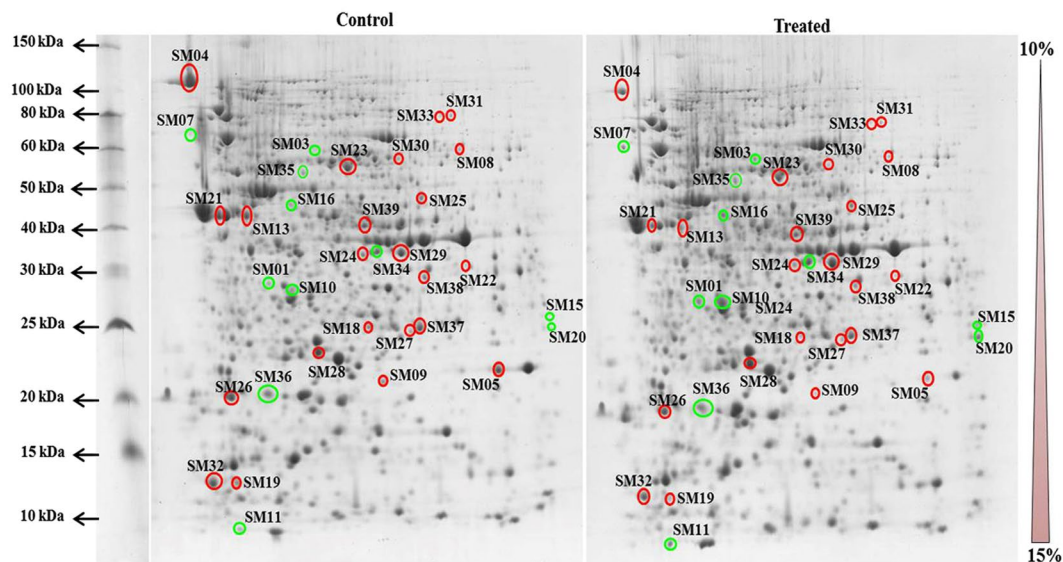 Control
Treated
150 kDa
100 kDa
80 kDa
60 kDa
50 kDa
40 kDa
30 kDa
25 kDa
20 kDa
15 kDa
10 kDa
SM04
SM31
SM33
SM07
SM03
SM23
SM30
SM08
SM35
SM16
SM25
SM21
SM13
SM39
SM24
SM34
SM29
SM22
SM38
SM01
SM10
SM15
SM20
SM18
SM27
SM37
SM28
SM09
SM05
SM26
SM36
SM32
SM19
SM11
SM04
SM31
SM33
SM07
SM03
SM23
SM30
SM08
SM35
SM16
SM25
SM21
SM13
SM39
SM24
SM34
SM29
SM22
SM38
SM01
SM10
SM24
SM15
SM20
SM18
SM27
SM37
SM28
SM09
SM05
SM26
SM36
SM32
SM19
SM11
10%
15%